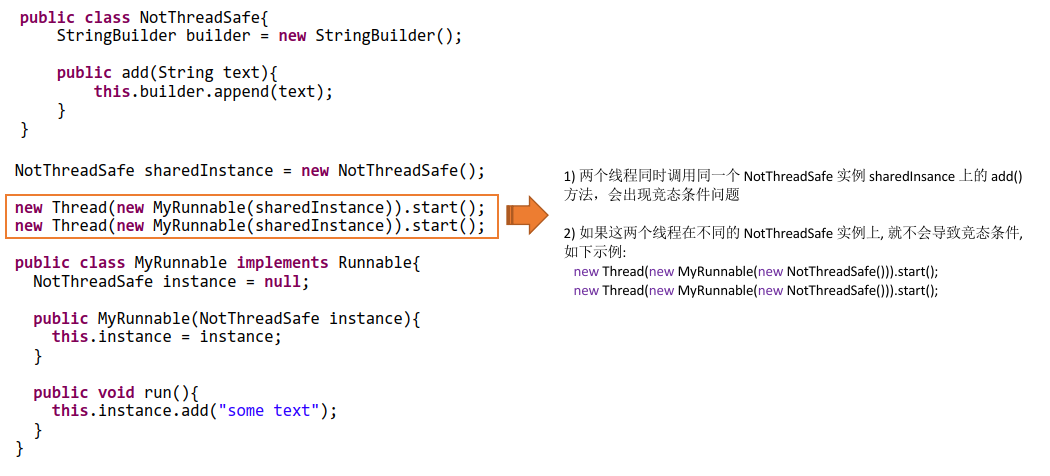 public class NotThreadSafe{
StringBuilder builder = new StringBuilder();
public add(String text){
this.builder.append(text);
}
}
NotThreadSafe sharedInstance = new NotThreadSafe();
new Thread(new MyRunnable(sharedInstance)).start();
new Thread(new MyRunnable(sharedInstance)).start();
public class MyRunnable implements Runnable{
NotThreadSafe instance = null;
public MyRunnable(NotThreadSafe instance){
this.instance = instance;
}
public void run(){
this.instance.add("some text");
}
}
1) 两个线程同时调用同一个 NotThreadSafe 实例 sharedInsance 上的 add()
方法，会出现竞态条件问题
2) 如果这两个线程在不同的 NotThreadSafe 实例上, 就不会导致竞态条件,
如下示例:
new Thread(new MyRunnable(new NotThreadSafe())).start();
new Thread(new MyRunnable(new NotThreadSafe())).start();